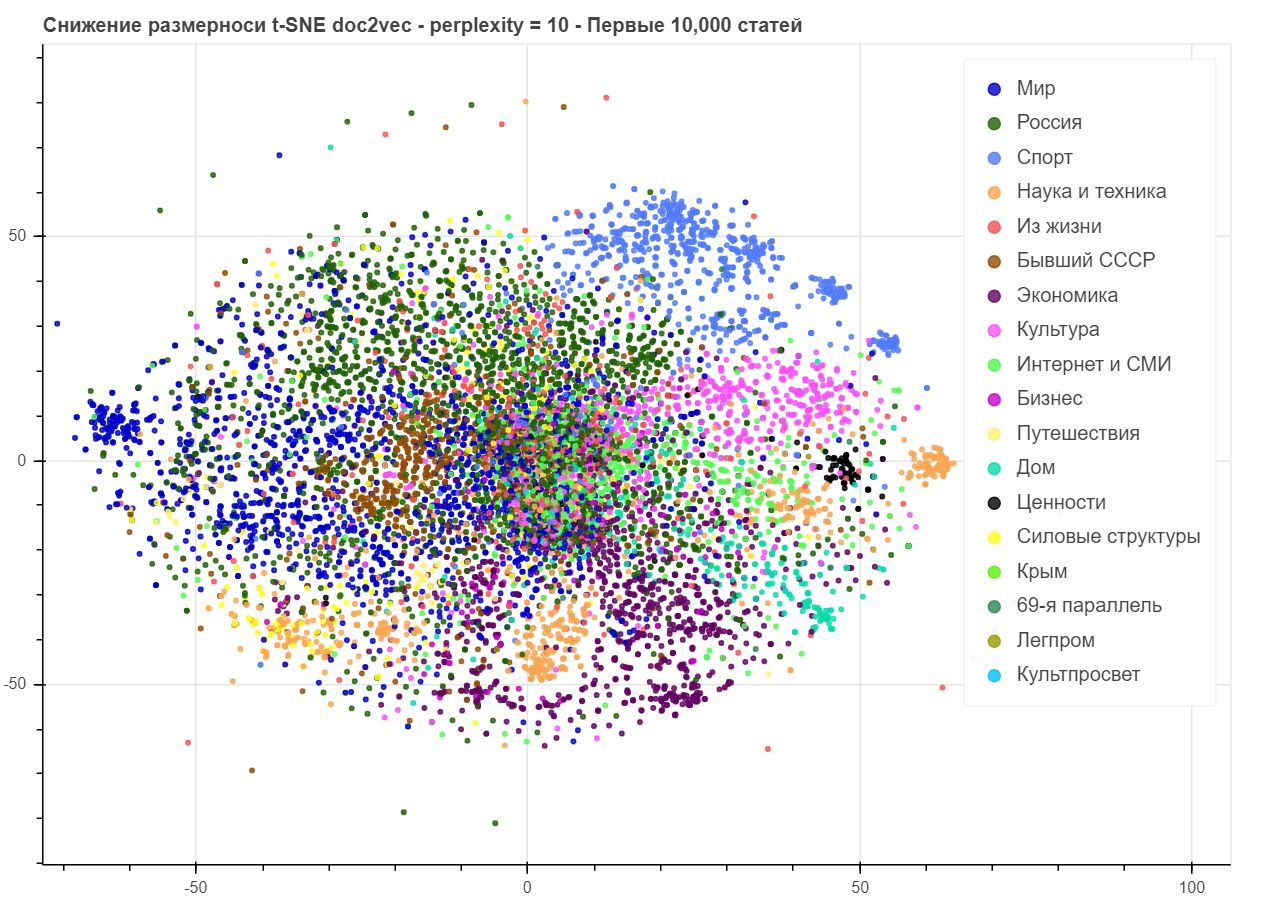 Снижение размерноси t-SNE doc2vec - perplexity = 10 - Первые 10,000 статей
Мир
Россия
Спорт
Наука и техника
Из жизни
Бывший СССР
Экономика
Культура
Интернет и СМИ
Бизнес
Путешествия
Дом
Ценности
Силовые структуры
Крым
69-я параллель
Легпром
Культпросвет
50
0
-50
-50
0
50
100